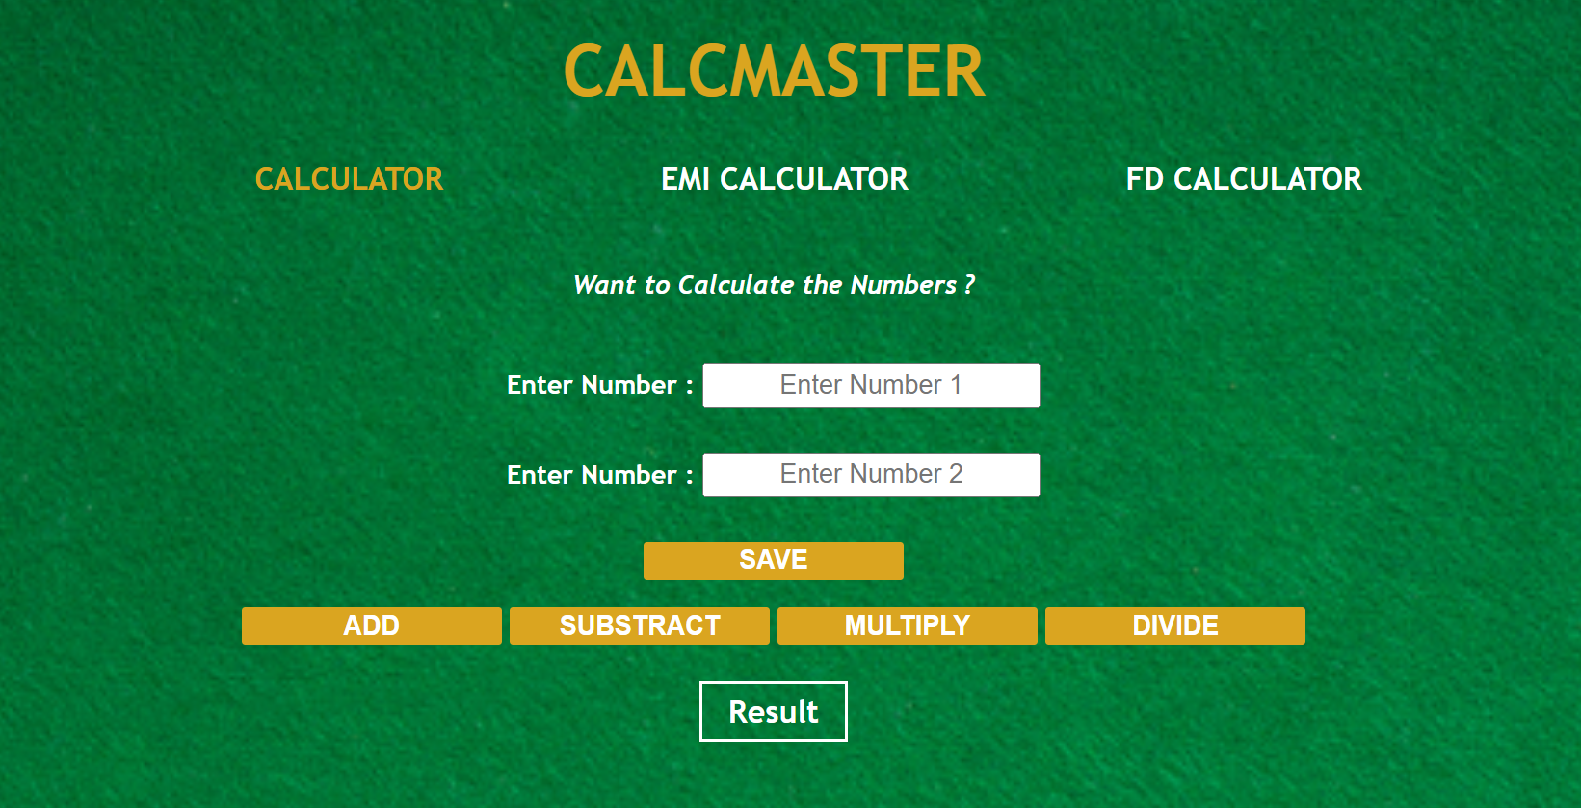 CALCMASTER
CALCULATOR EMI CALCULATOR FD CALCULATOR
Want to Calculate the Numbers ?
Enter Number : Enter Number 1
Enter Number : Enter Number 2
SAVE
ADD SUBSTRACT MULTIPLY DIVIDE
Result